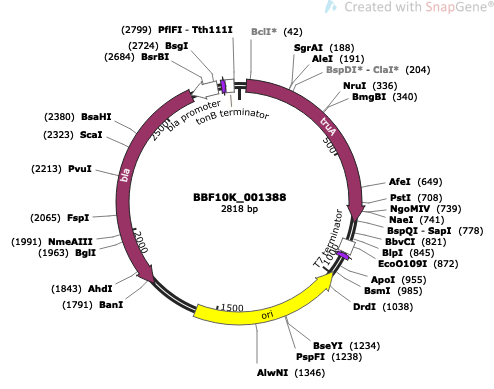 Created with SnapGene®
(2799) PflFI - Tth111I
BclI* (42)
(2724) BsgI
SgrAI (188)
(2684) BsrBI
AleI (191)
BspDI* - ClaI* (204)
NruI (336)
BmgBI (340)
bla promoter
tonB terminator
2500
truA
500
(2380) BsaHI
(2323) ScaI
(2213) PvuI
bla
BBF10K_001388
2818 bp
AfeI (649)
PstI (708)
NgoMIV (739)
NaeI (741)
BspQI - SapI (778)
BbvCI (821)
BlpI (845)
EcoO109I (872)
(2065) FspI
(1991) NmeAIII
(1963) BglI
2000
T7 terminator
1000
ApoI (955)
BsmI (985)
DrdI (1038)
(1843) AhdI
(1791) BanI
1500
ori
BseYI (1234)
PspFI (1238)
AlwNI (1346)